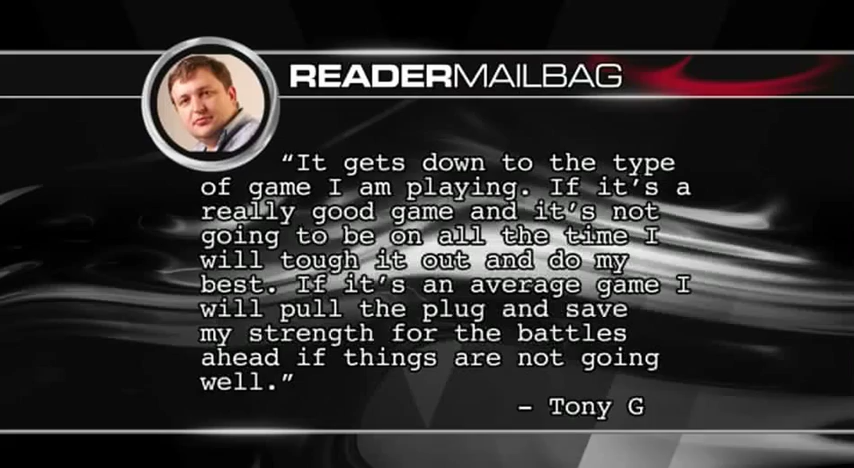 READERMAILBAG
“It gets down to the type
of game I am playing. If it’s a
really good game and it’s not
going to be on all the time I
will tough it out and do my
best. If it’s an average game I
will pull the plug and save
my strength for the battles
ahead if things are not going
well.”
– Tony G